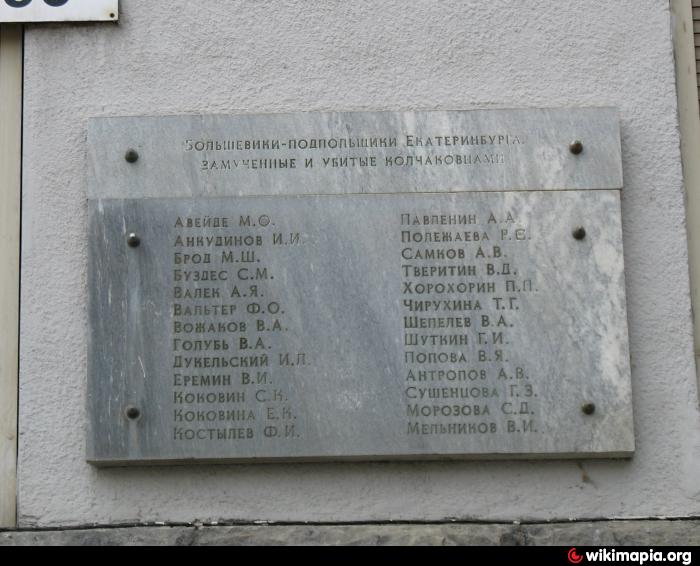 Большевики-подпольщики Екатеринбурга,
замученные и убитые колчаковцами
Авейде М.О.
Анкудинов И.И.
Брод М.Ш.
Буздес С.М.
Валек А.Я.
Вальтер Ф.О.
Вожаков В.А.
Голубь В.А.
Дукельский И.Л.
Еремин В.И.
Коковин С.К.
Коковина Е.К.
Костылев Ф.И.
Павленин А.А.
Полежаева Р.Е.
Самков А.В.
Тверитин В.Д.
Хорохорин П.П.
Чирухина Т.Г.
Шепелев В.А.
Шуткин Г.И.
Попова В.Я.
Антропов А.В.
Сушенцова Г.З.
Морозова С.Д.
Мельников В.И.
wikimapia.org